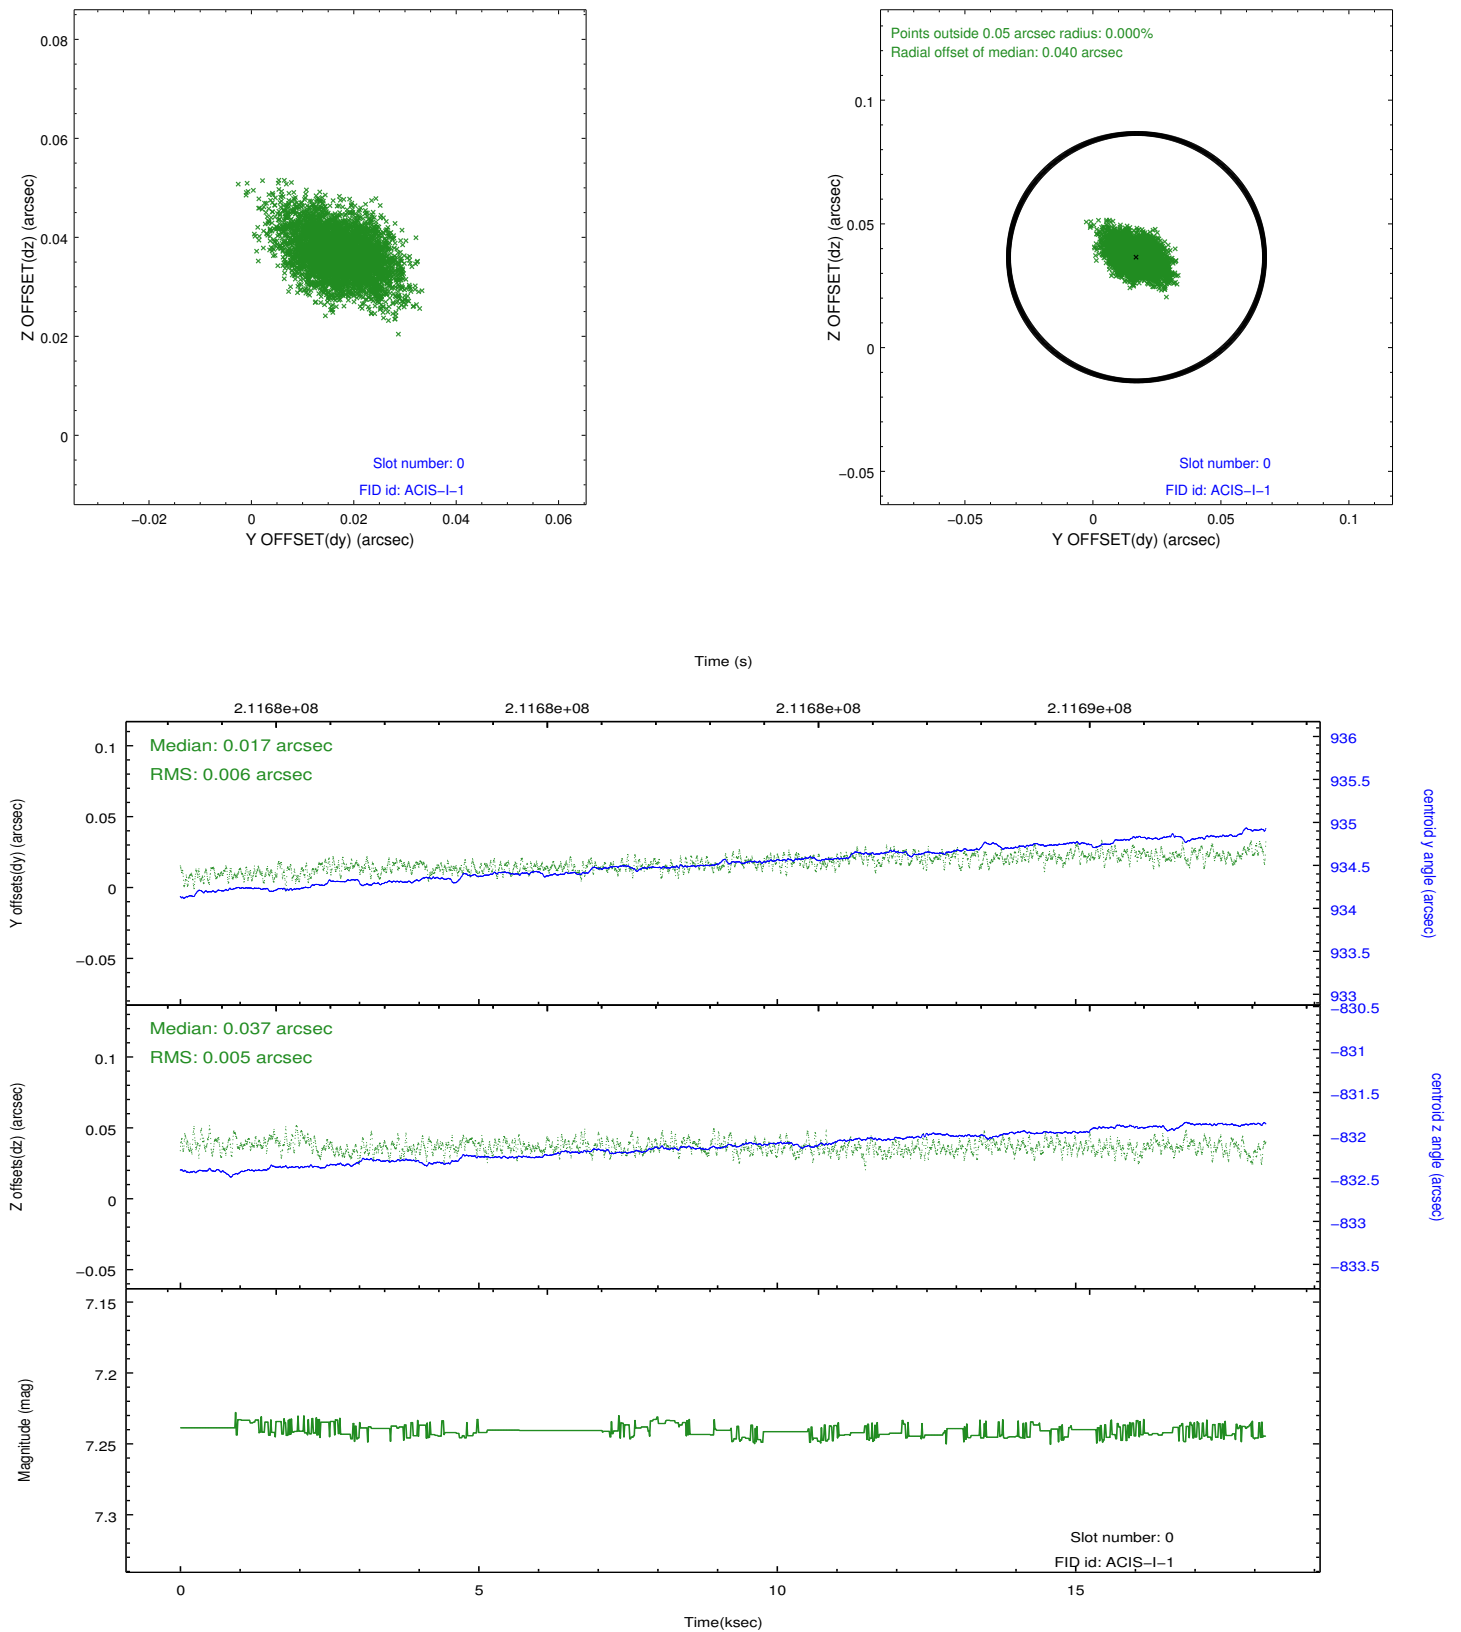 0.08
0.06
0.04
0.02
0
Z OFFSET(dz) (arcsec)
Slot number: 0
FID id: ACIS−I−1
−0.02
0
0.02
0.04
0.06
Y OFFSET(dy) (arcsec)
Points outside 0.05 arcsec radius: 0.000%
Radial offset of median: 0.040 arcsec
0.1
0.05
0
−0.05
Z OFFSET(dz) (arcsec)
Slot number: 0
FID id: ACIS−I−1
−0.05
0
0.05
0.1
Y OFFSET(dy) (arcsec)
Time (s)
2.1168e+08
2.1168e+08
2.1168e+08
2.1169e+08
Median: 0.017 arcsec
RMS: 0.006 arcsec
0.1
0.05
0
−0.05
Y offsets(dy) (arcsec)
936
935.5
935
934.5
934
933.5
933
centroid y angle (arcsec)
Median: 0.037 arcsec
RMS: 0.005 arcsec
0.1
0.05
0
−0.05
Z offsets(dz) (arcsec)
−830.5
−831
−831.5
−832
−832.5
−833
−833.5
centroid z angle (arcsec)
7.15
7.2
7.25
7.3
Magnitude (mag)
Slot number: 0
FID id: ACIS−I−1
0
5
10
15
Time(ksec)